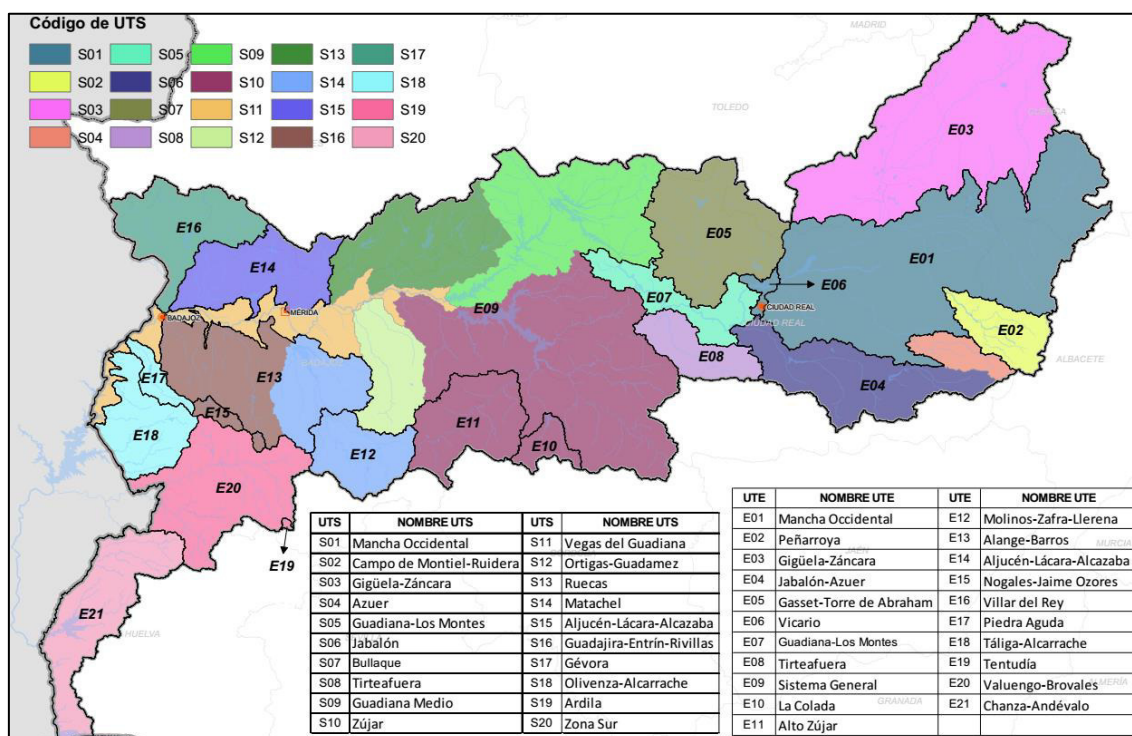 Código de UTS
S01 S05 S09 S13 S17
S02 S06 S10 S14 S18
S03 S07 S11 S15 S19
S04 S08 S12 S16 S20
MADRID
TOLEDO
E03
E16
E05
E14
E01
E06
E07
E09
MÉRIDA
BADAJOZ
CIUDAD REAL
CIUDAD REAL
E02
E08
ALBACETE
E17
E13
E04
E15
E11
E18
E12
E10
E20
E19
E21
HUELVA
UTS NOMBRE UTS UTS NOMBRE UTS
S01 Mancha Occidental S11 Vegas del Guadiana
S02 Campo de Montiel-Ruidera S12 Ortigas-Guadamez
S03 Gigüela-Záncara S13 Ruecas
S04 Azuer S14 Matachel
S05 Guadiana-Los Montes S15 Aljucén-Lácara-Alcazaba
S06 Jabalón S16 Guadajira-Entrín-Rivillas
S07 Bullaque S17 Gévora
S08 Tirteafuera S18 Olivenza-Alcarrache
S09 Guadiana Medio S19 Ardila
S10 Zújar S20 Zona Sur
UTE NOMBRE UTE UTE NOMBRE UTE
E01 Mancha Occidental E12 Molinos-Zafra-Llerena
E02 Peñarroya E13 Alange-Barros
E03 Gigüela-Záncara E14 Aljucén-Lácara-Alcazaba
E04 Jabalón-Azuer E15 Nogales-Jaime Ozores
E05 Gasset-Torre de Abraham E16 Villar del Rey
E06 Vicario E17 Piedra Aguda
E07 Guadiana-Los Montes E18 Táliga-Alcarrache
E08 Tirteafuera E19 Tentudía
E09 Sistema General E20 Valuengo-Brovales
E10 La Colada E21 Chanza-Andévalo
E11 Alto Zújar
JAÉN
MURCIA
GRANADA
ALMERÍA